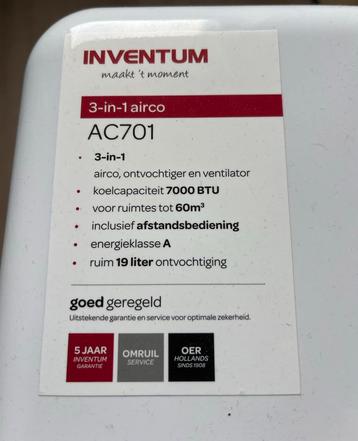 INVENTUM
maakt 't moment
3-in-1 airco
AC701
• 3-in-1
airco, ontvochtiger en ventilator
• koelcapaciteit 7000 BTU
• voor ruimtes tot 60m³
• inclusief afstandsbediening
• energieklasse A
• ruim 19 liter ontvochtiging
goed geregeld
Uitstekende garantie en service voor optimale zekerheid.
5 JAAR
INVENTUM
GARANTIE
OMRUIL
SERVICE
OER
HOLLANDS
SINDS 1908